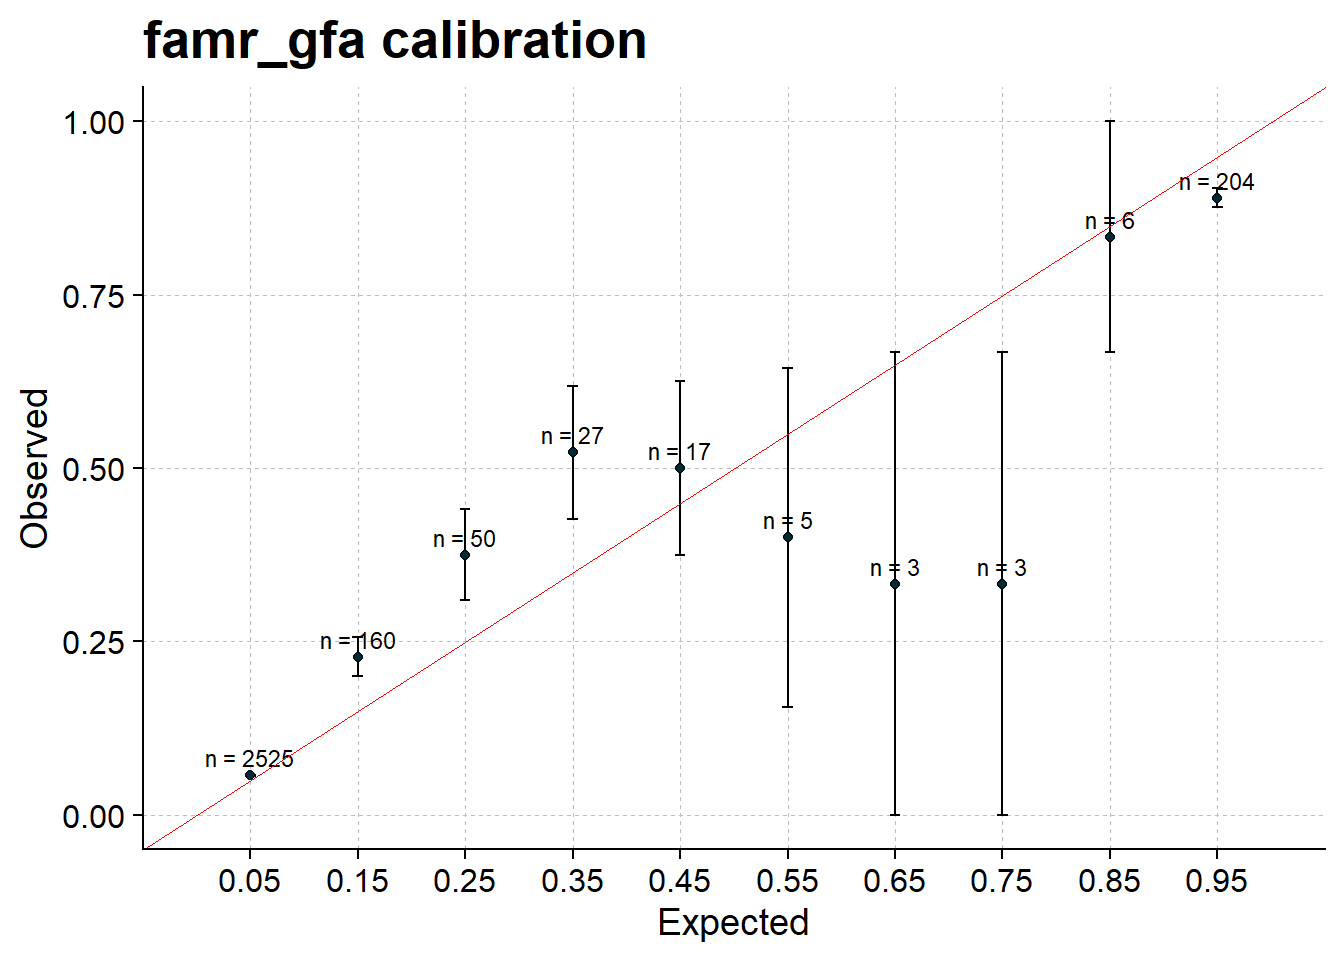 famr_gfa calibration
Observed
1.00
0.75
0.50
0.25
0.00
n = 2525
n = 160
n = 50
n = 27
n = 17
n = 5
n = 3
n = 3
n = 6
n = 204
0.05 0.15 0.25 0.35 0.45 0.55 0.65 0.75 0.85 0.95
Expected